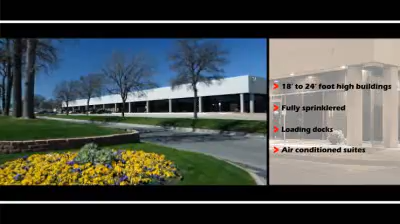 18' to 24' foot high buildings
Fully sprinklered
Loading docks
Air conditioned suites